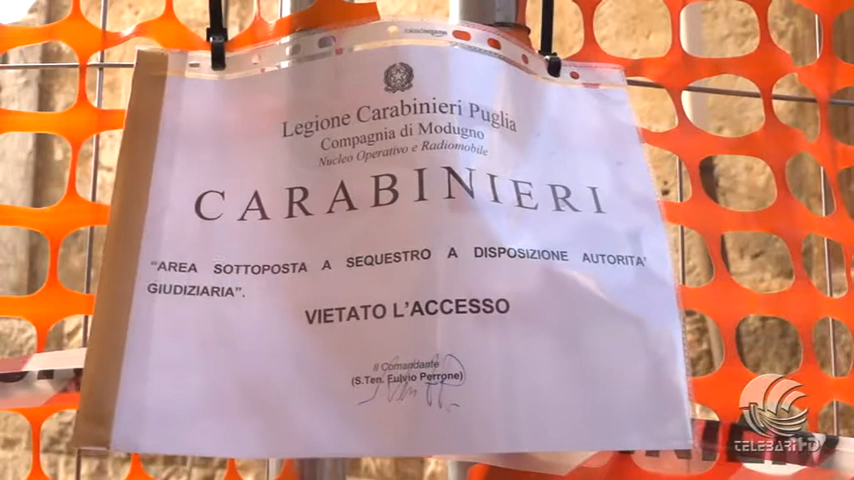 Legione Carabinieri Puglia
Compagnia di Modugno
Nucleo Operativo e Radiomobile
CARABINIERI
"AREA SOTTOPOSTA A SEQUESTRO A DISPOSIZIONE AUTORITA'
GIUDIZIARIA".
VIETATO L'ACCESSO
Il Comandante
(S.Ten. Fulvio Perrone)
TELEBARI HD